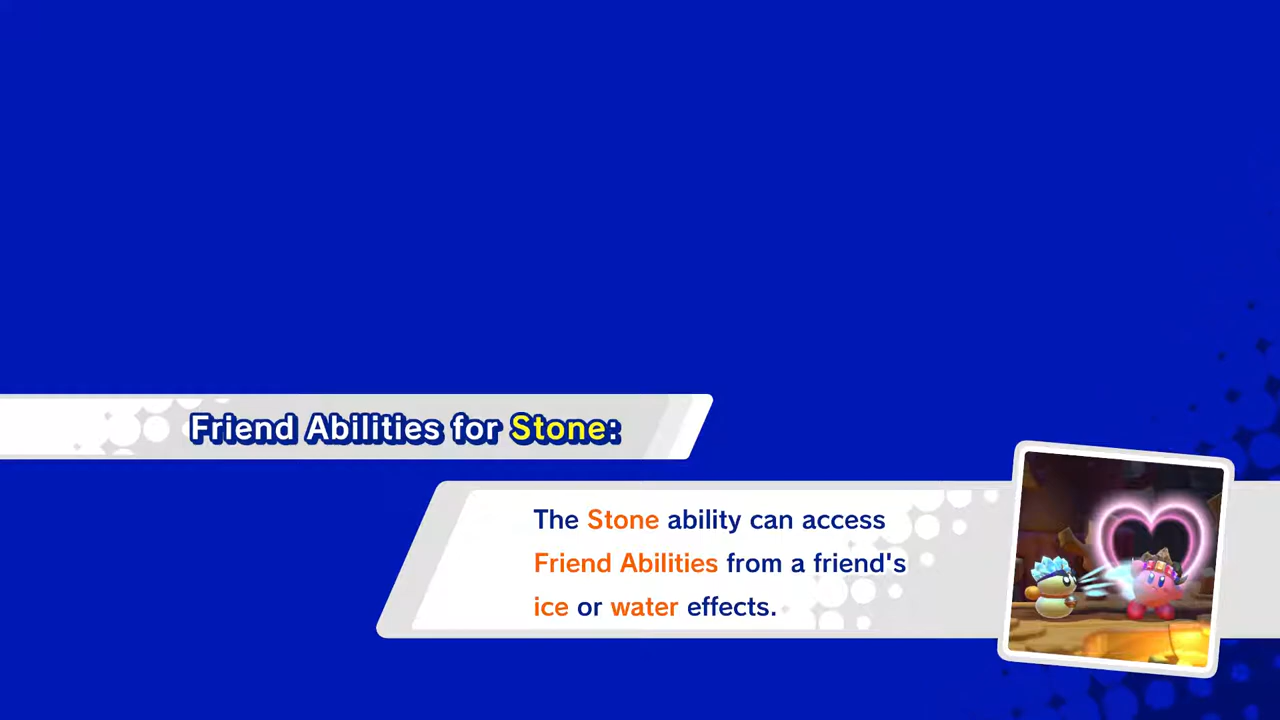 Friend Abilities for Stone:
The Stone ability can access
Friend Abilities from a friend's
ice or water effects.